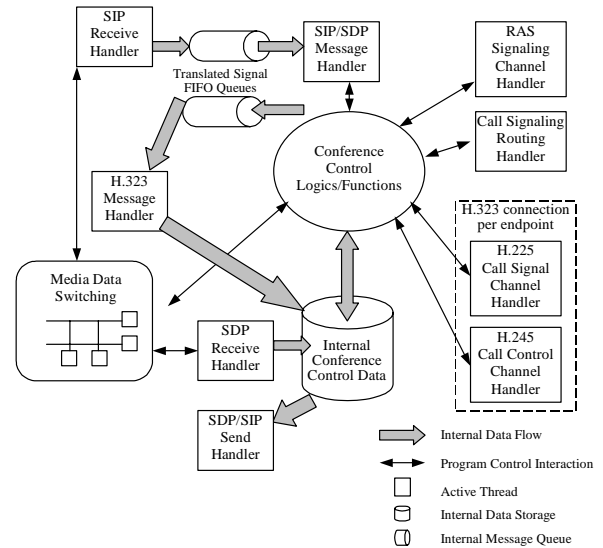 SIP
Receive
Handler
SIP/SDP
Message
Handler
RAS
Signaling
Channel
Handler
Translated Signal
FIFO Queues
Call Signaling
Routing
Handler
Conference
Control
Logics/Functions
H.323
Message
Handler
H.323 connection
per endpoint
H.225
Call Signal
Channel
Handler
Media Data
Switching
SDP
Receive
Handler
Internal
Conference
Control Data
H.245
Call Control
Channel
Handler
SDP/SIP
Send
Handler
Internal Data Flow
Program Control Interaction
Active Thread
Internal Data Storage
Internal Message Queue